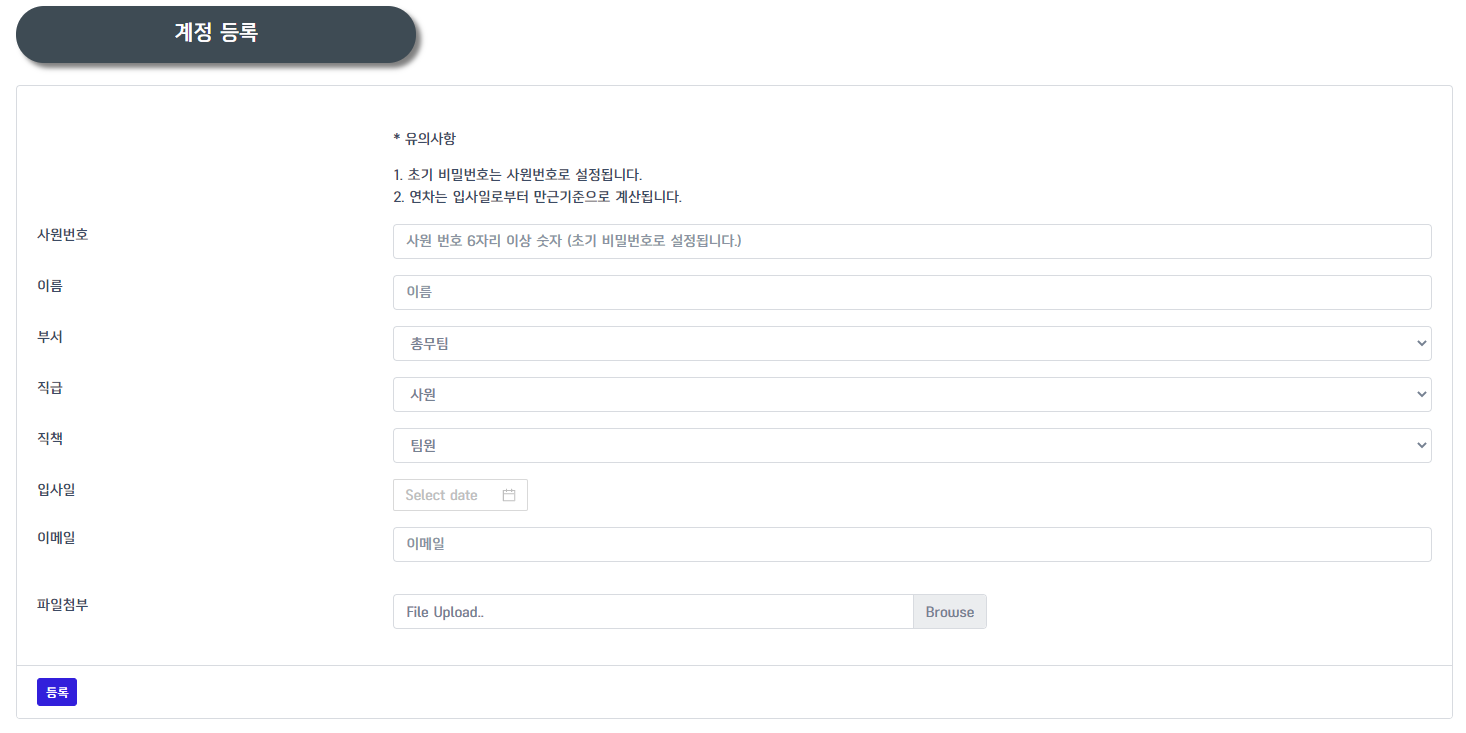 계정 등록
* 유의사항
1. 초기 비밀번호는 사원번호로 설정됩니다.
2. 연차는 입사일로부터 만근기준으로 계산됩니다.
사원번호
사원 번호 6자리 이상 숫자 (초기 비밀번호로 설정됩니다.)
이름
이름
부서
총무팀
직급
사원
직책
팀원
입사일
Select date
이메일
이메일
파일첨부
File Upload..
Browse
등록